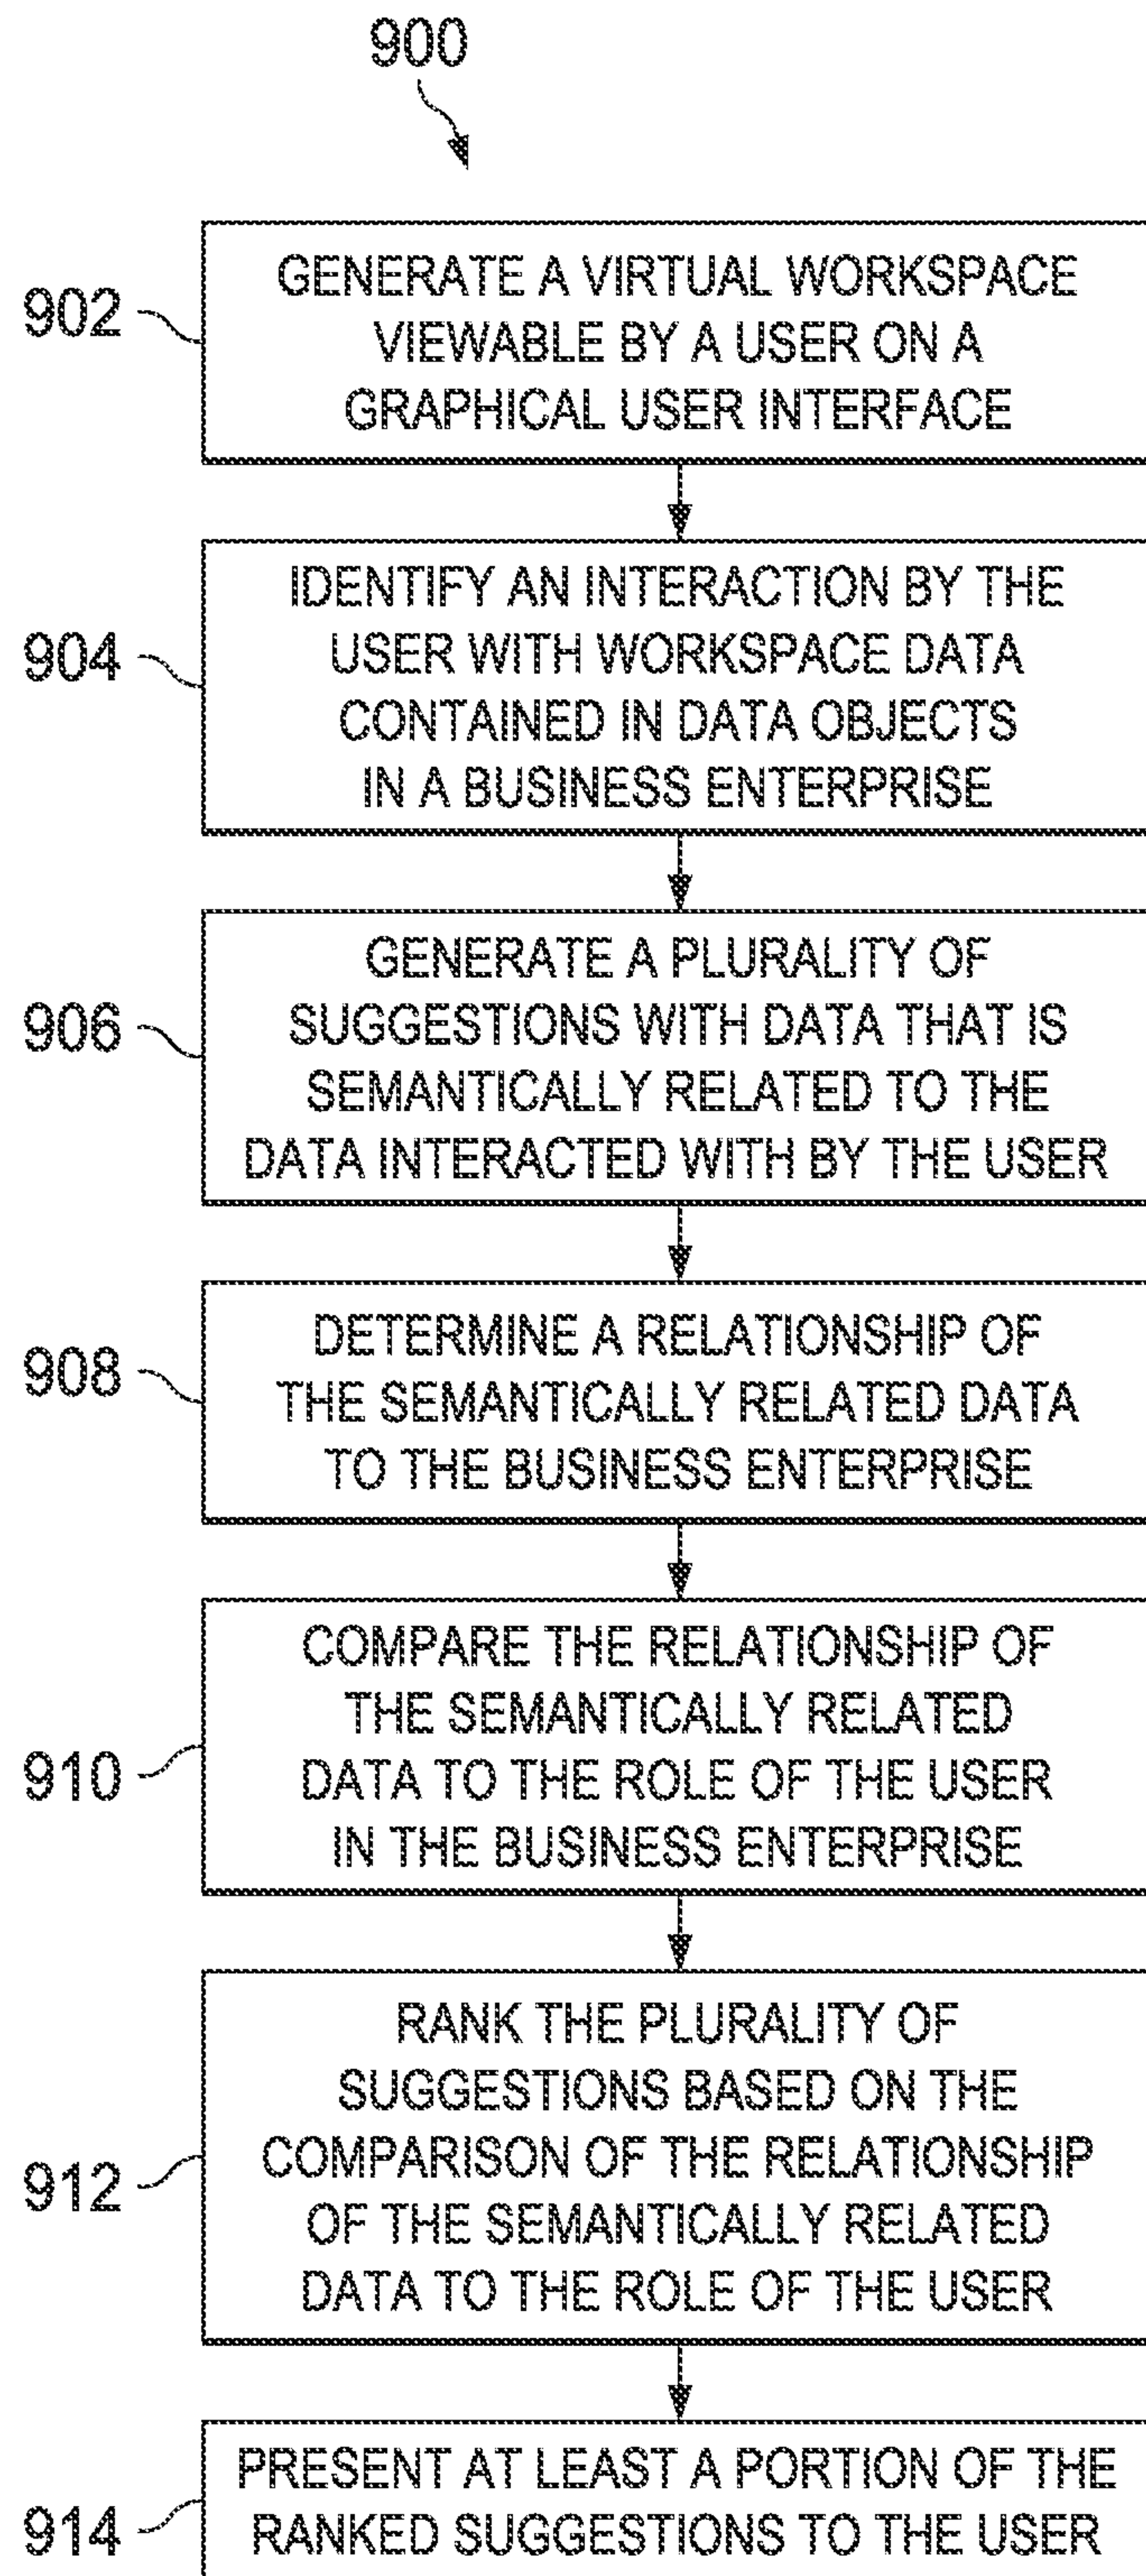 900
902
GENERATE A VIRTUAL WORKSPACE
VIEWABLE BY A USER ON A
GRAPHICAL USER INTERFACE
904
IDENTIFY AN INTERACTION BY THE
USER WITH WORKSPACE DATA
CONTAINED IN DATA OBJECTS
IN A BUSINESS ENTERPRISE
906
GENERATE A PLURALITY OF
SUGGESTIONS WITH DATA THAT IS
SEMANTICALLY RELATED TO THE
DATA INTERACTED WITH BY THE USER
908
DETERMINE A RELATIONSHIP OF
THE SEMANTICALLY RELATED DATA
TO THE BUSINESS ENTERPRISE
910
COMPARE THE RELATIONSHIP OF
THE SEMANTICALLY RELATED
DATA TO THE ROLE OF THE USER
IN THE BUSINESS ENTERPRISE
912
RANK THE PLURALITY OF
SUGGESTIONS BASED ON THE
COMPARISON OF THE RELATIONSHIP
OF THE SEMANTICALLY RELATED
DATA TO THE ROLE OF THE USER
914
PRESENT AT LEAST A PORTION OF THE
RANKED SUGGESTIONS TO THE USER